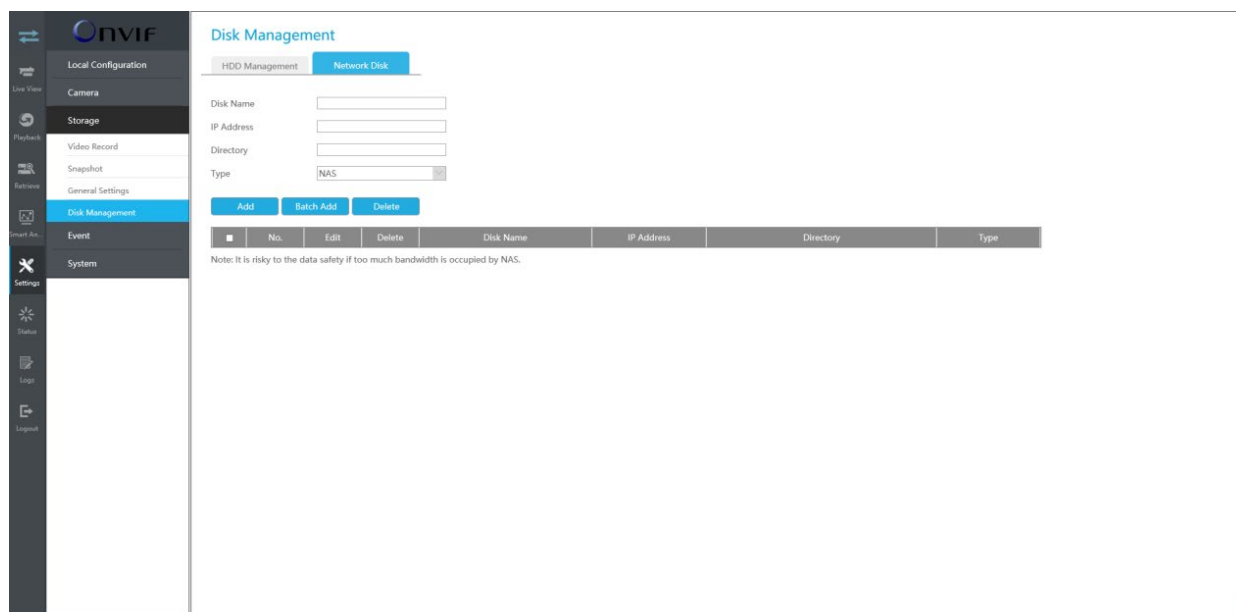 ONVIF
Live View
Playback
Retrieve
Smart An...
Settings
Status
Logs
Logout
Local Configuration
Camera
Storage
Video Record
Snapshot
General Settings
Disk Management
Event
System
Disk Management
HDD Management Network Disk
Disk Name
IP Address
Directory
Type NAS
Add Batch Add Delete
No. Edit Delete Disk Name IP Address Directory Type
Note: It is risky to the data safety if too much bandwidth is occupied by NAS.